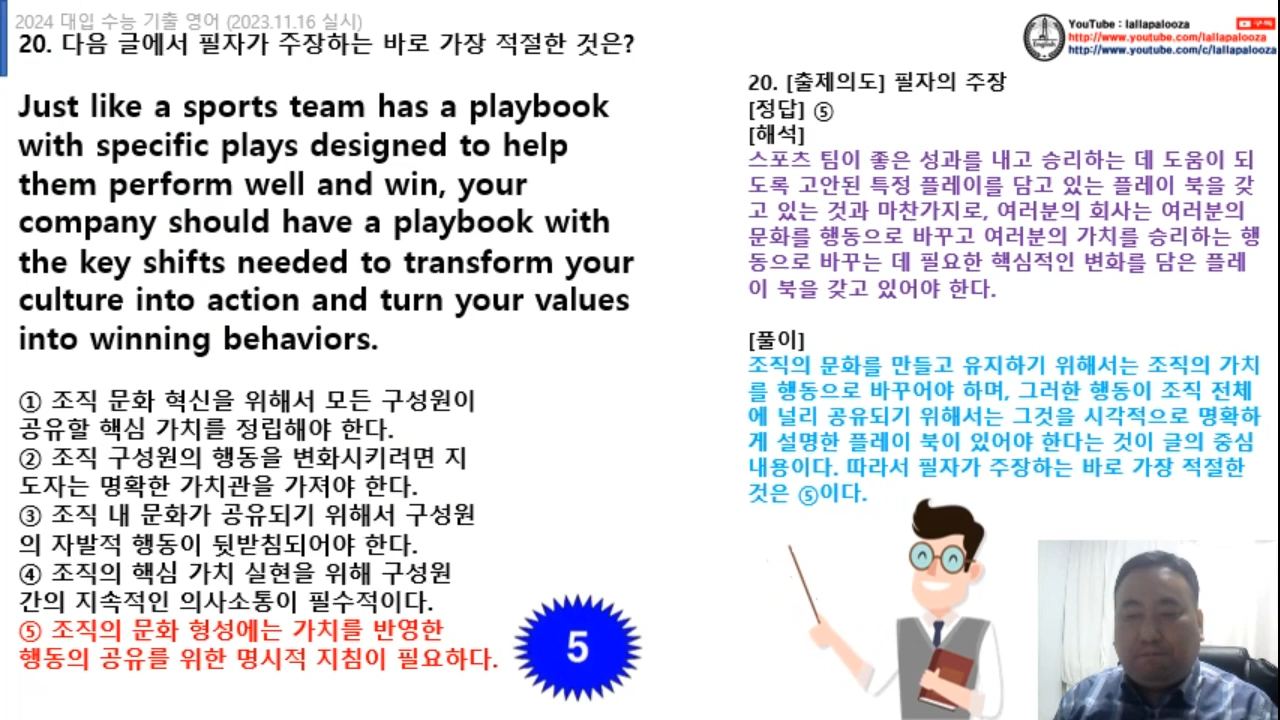 2024 대입 수능 기출 영어 (2023.11.16 실시)
20. 다음 글에서 필자가 주장하는 바로 가장 적절한 것은?
Just like a sports team has a playbook
with specific plays designed to help
them perform well and win, your
company should have a playbook with
the key shifts needed to transform your
culture into action and turn your values
into winning behaviors.
① 조직 문화 혁신을 위해서 모든 구성원이
공유할 핵심 가치를 정립해야 한다.
② 조직 구성원의 행동을 변화시키려면 지
도자는 명확한 가치관을 가져야 한다.
③ 조직 내 문화가 공유되기 위해서 구성원
의 자발적 행동이 뒷받침되어야 한다.
④ 조직의 핵심 가치 실현을 위해 구성원
간의 지속적인 의사소통이 필수적이다.
⑤ 조직의 문화 형성에는 가치를 반영한
행동의 공유를 위한 명시적 지침이 필요하다.
5
English
YouTube : lallapalooza
구독
http://www.youtube.com/lallapalooza
http://www.youtube.com/c/lallapalooza
20. [출제의도] 필자의 주장
[정답] ⑤
[해석]
스포츠 팀이 좋은 성과를 내고 승리하는 데 도움이 되
도록 고안된 특정 플레이를 담고 있는 플레이 북을 갖
고 있는 것과 마찬가지로, 여러분의 회사는 여러분의
문화를 행동으로 바꾸고 여러분의 가치를 승리하는 행
동으로 바꾸는 데 필요한 핵심적인 변화를 담은 플레
이 북을 갖고 있어야 한다.
[풀이]
조직의 문화를 만들고 유지하기 위해서는 조직의 가치
를 행동으로 바꾸어야 하며, 그러한 행동이 조직 전체
에 널리 공유되기 위해서는 그것을 시각적으로 명확하
게 설명한 플레이 북이 있어야 한다는 것이 글의 중심
내용이다. 따라서 필자가 주장하는 바로 가장 적절한
것은 ⑤이다.